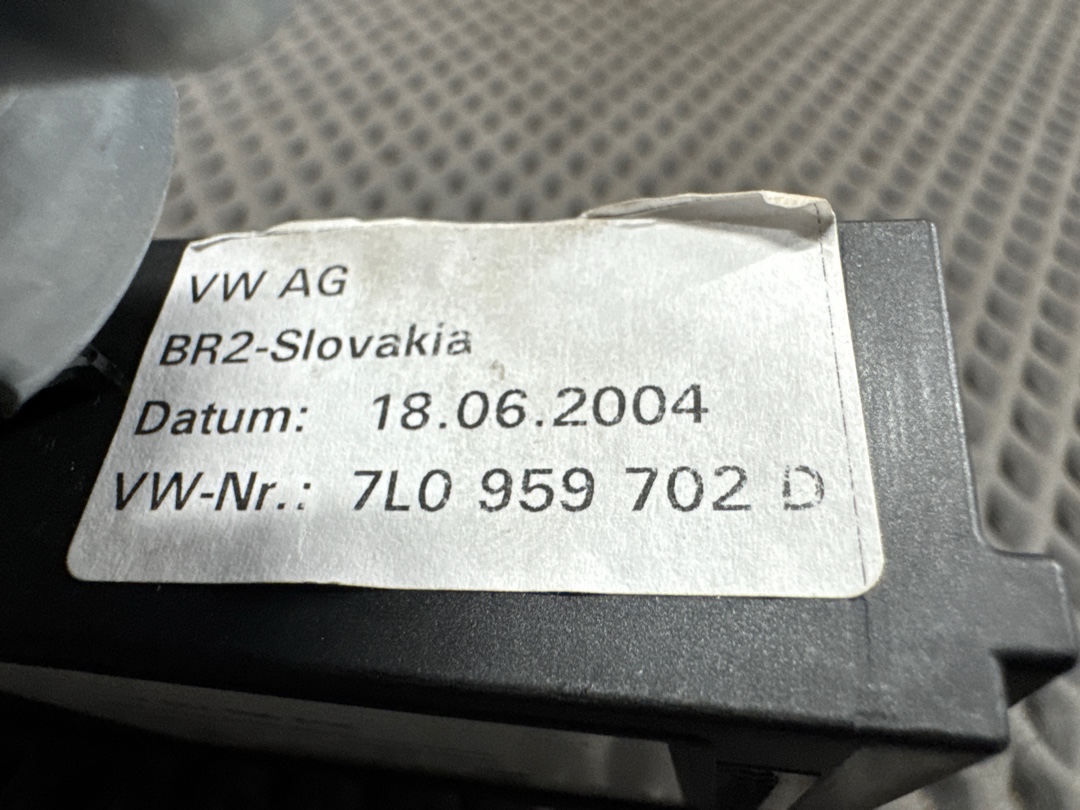 VW AG
BR2-Slovakia
Datum: 18.06.2004
VW-Nr.: 7L0 959 702 D